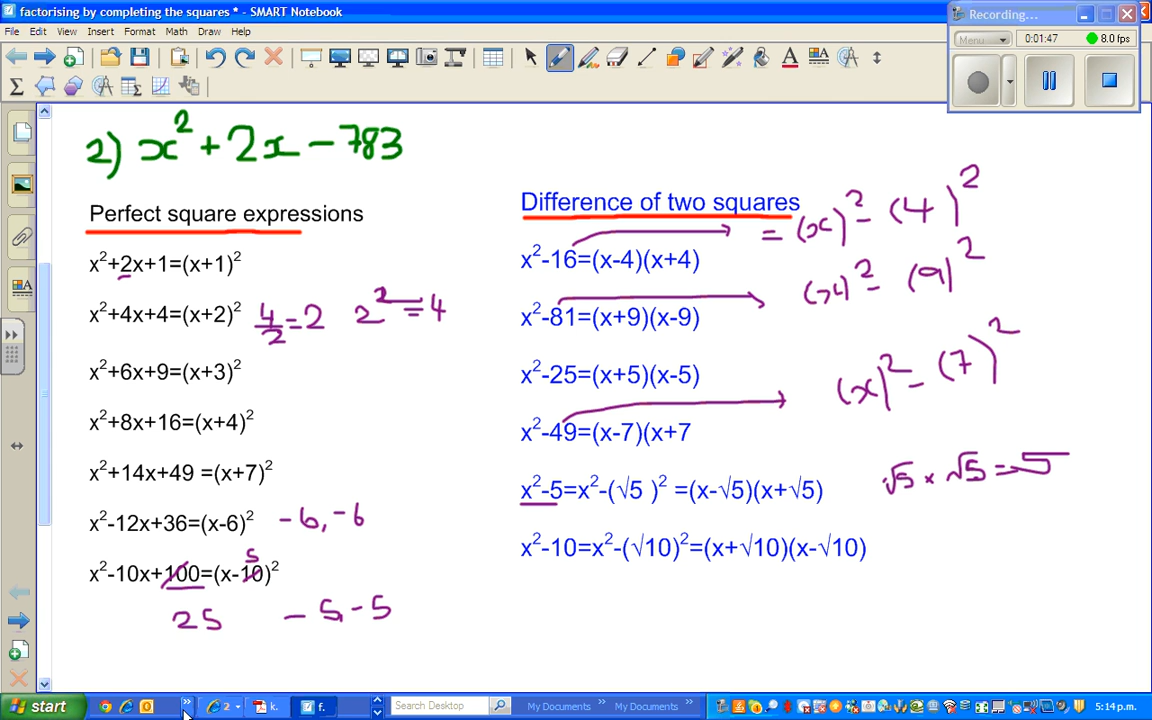 factorising by completing the squares * - SMART Notebook
Recording...
File Edit View Insert Format Math Draw Help
Menu 0:01:47 8.0 fps
2) x² + 2x - 783
Perfect square expressions
x²+2x+1=(x+1)²
x²+4x+4=(x+2)² 4/2=2 2²=4
x²+6x+9=(x+3)²
x²+8x+16=(x+4)²
x²+14x+49 =(x+7)²
x²-12x+36=(x-6)² -6,-6
5
x²-10x+100=(x-10)²
25 -5,-5
Difference of two squares
= (x)² - (4)²
x²-16=(x-4)(x+4)
(x)² - (9)²
x²-81=(x+9)(x-9)
x²-25=(x+5)(x-5)
(x)² - (7)²
x²-49=(x-7)(x+7
x²-5=x²-(√5 )² =(x-√5)(x+√5) √5 × √5 = 5
x²-10=x²-(√10)²=(x+√10)(x-√10)
start 2 k. f. Search Desktop My Documents My Documents 5:14 p.m.